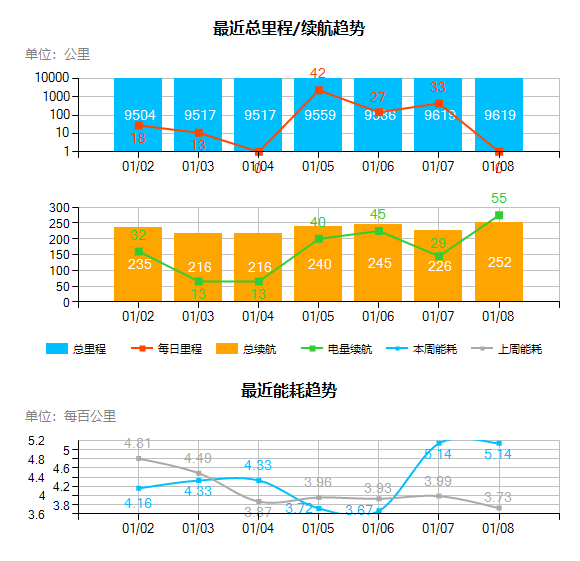 最近总里程/续航趋势
单位：公里
10000
1000
100
10
1
9504 9517 9517 9559 9586 9619 9619
18 13 0 42 27 33 0
01/02 01/03 01/04 01/05 01/06 01/07 01/08
300
250
200
150
100
50
0
235 216 216 240 245 226 252
32 13 13 40 45 29 55
01/02 01/03 01/04 01/05 01/06 01/07 01/08
总里程 每日里程 总续航 电量续航 本周能耗 上周能耗
最近能耗趋势
单位：每百公里
5.2
5
4.8
4.6
4.4
4.2
4
3.8
3.6
4.81 4.49 3.87 3.96 3.93 3.99 3.73
4.16 4.33 4.33 3.72 3.67 5.14 5.14
01/02 01/03 01/04 01/05 01/06 01/07 01/08